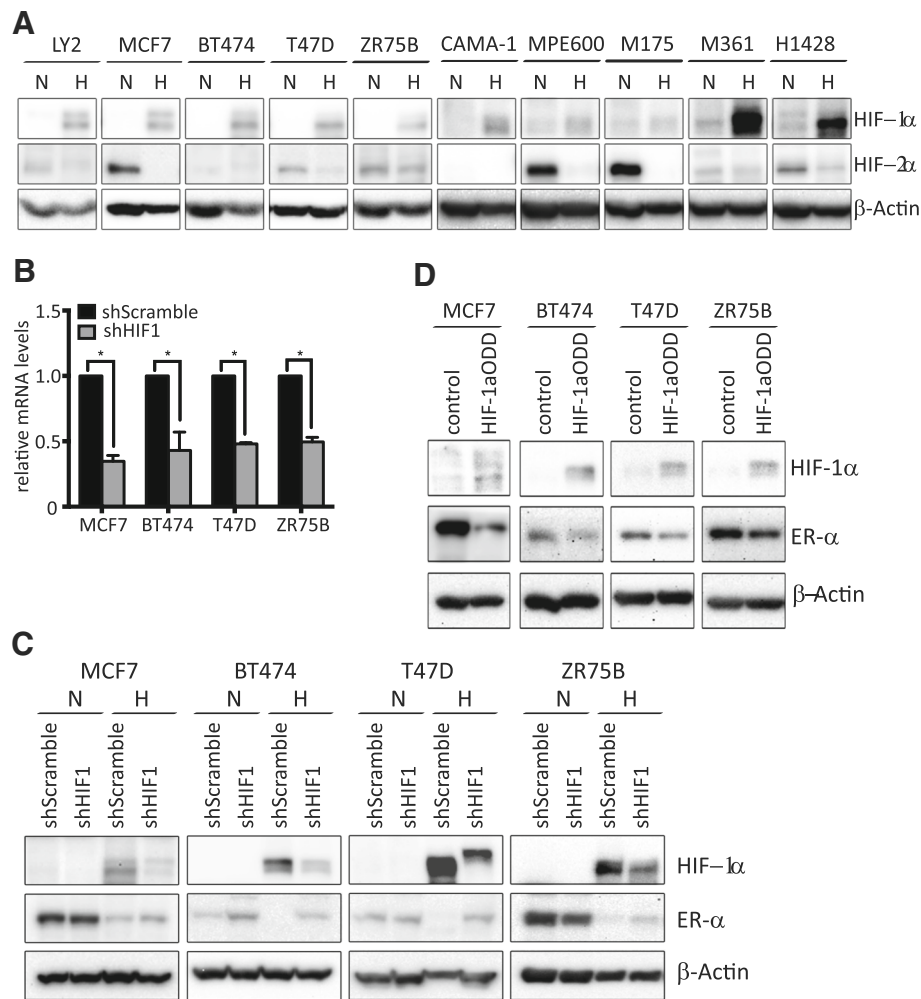 A
LY2 MCF7 BT474 T47D ZR75B CAMA-1 MPE600 M175 M361 H1428
N H N H N H N H N H N H N H N H N H N H
HIF-1α
HIF-2α
β-Actin
B
relative mRNA levels
1.5
1.0
0.5
0
shScramble
shHIF1
* * * *
MCF7 BT474 T47D ZR75B
D
MCF7 BT474 T47D ZR75B
control HIF-1aODD control HIF-1aODD control HIF-1aODD control HIF-1aODD
HIF-1α
ER-α
β-Actin
C
MCF7 BT474 T47D ZR75B
N H N H N H N H
shScramble shHIF1 shScramble shHIF1 shScramble shHIF1 shScramble shHIF1 shScramble shHIF1 shScramble shHIF1 shScramble shHIF1 shScramble shHIF1
HIF-1α
ER-α
β-Actin